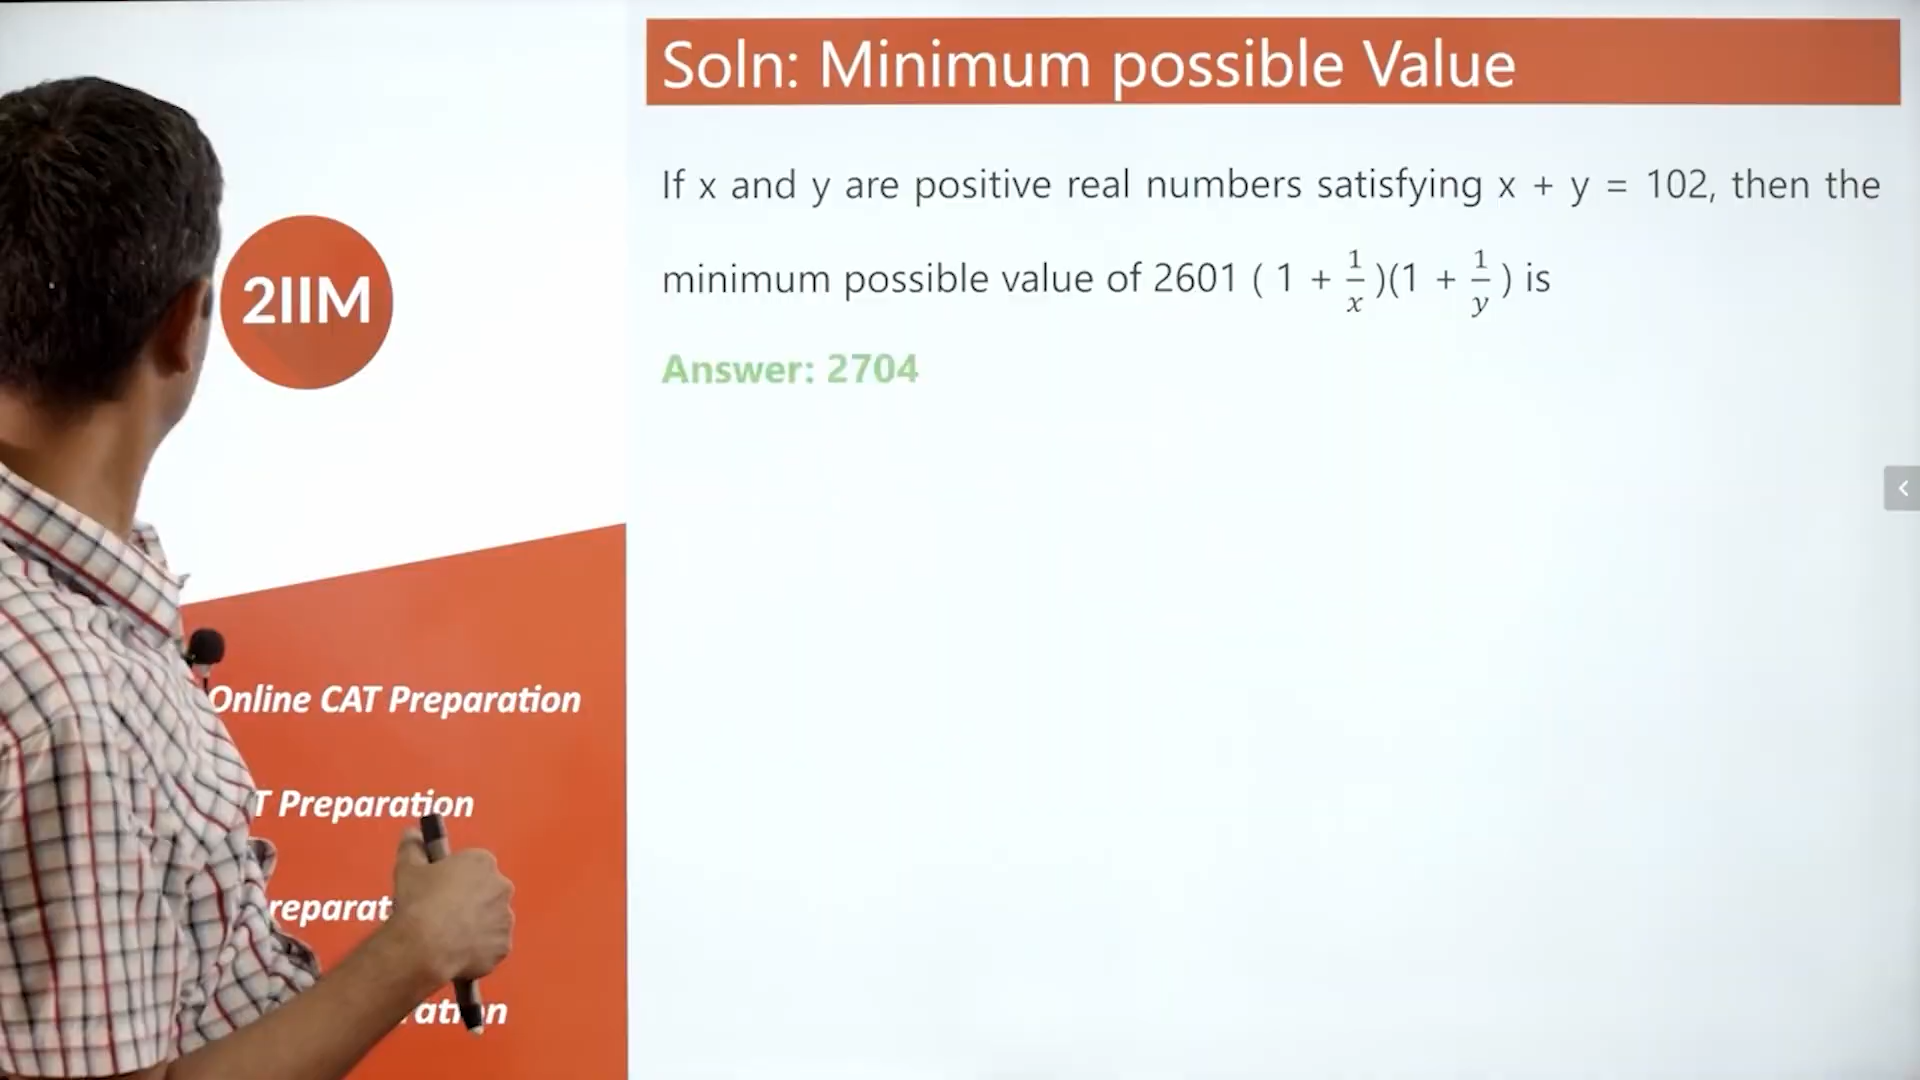 Soln: Minimum possible Value
If x and y are positive real numbers satisfying x + y = 102, then the
minimum possible value of 2601 ( 1 + 1/x )(1 + 1/y ) is
Answer: 2704
2IIM
Online CAT Preparation
T Preparation